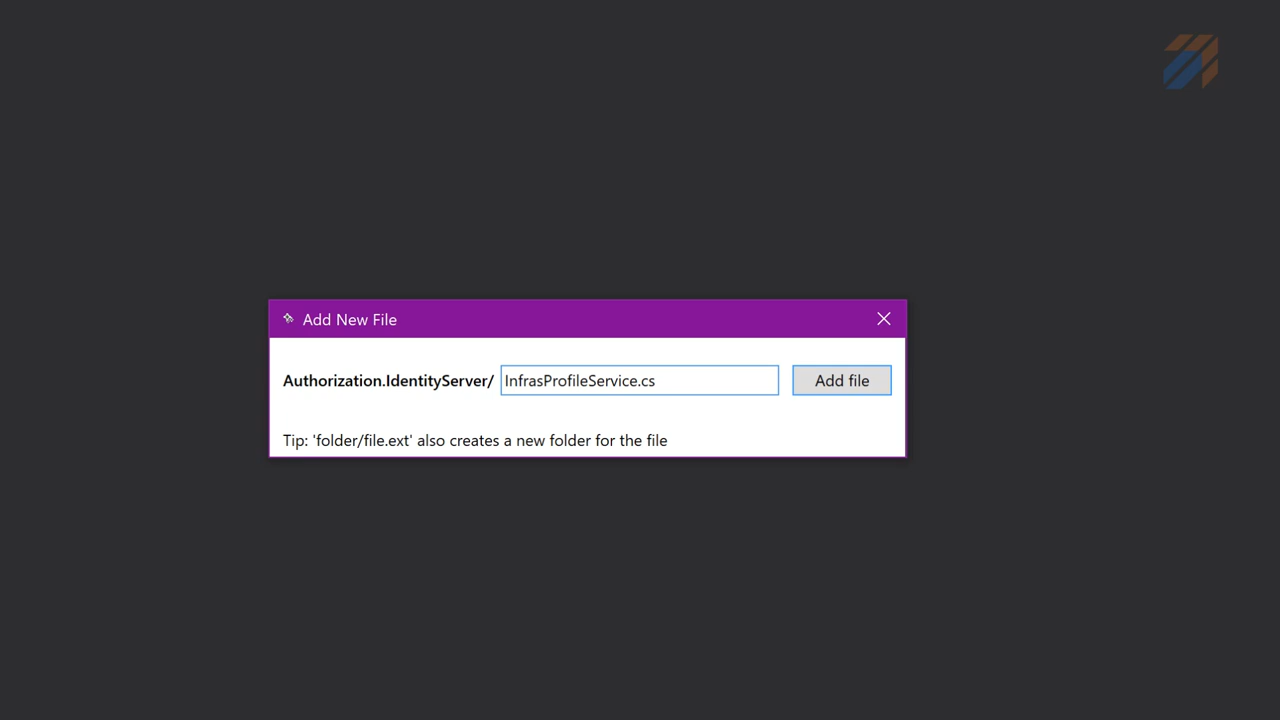 Add New File
Authorization.IdentityServer/ InfrasProfileService.cs Add file
Tip: 'folder/file.ext' also creates a new folder for the file